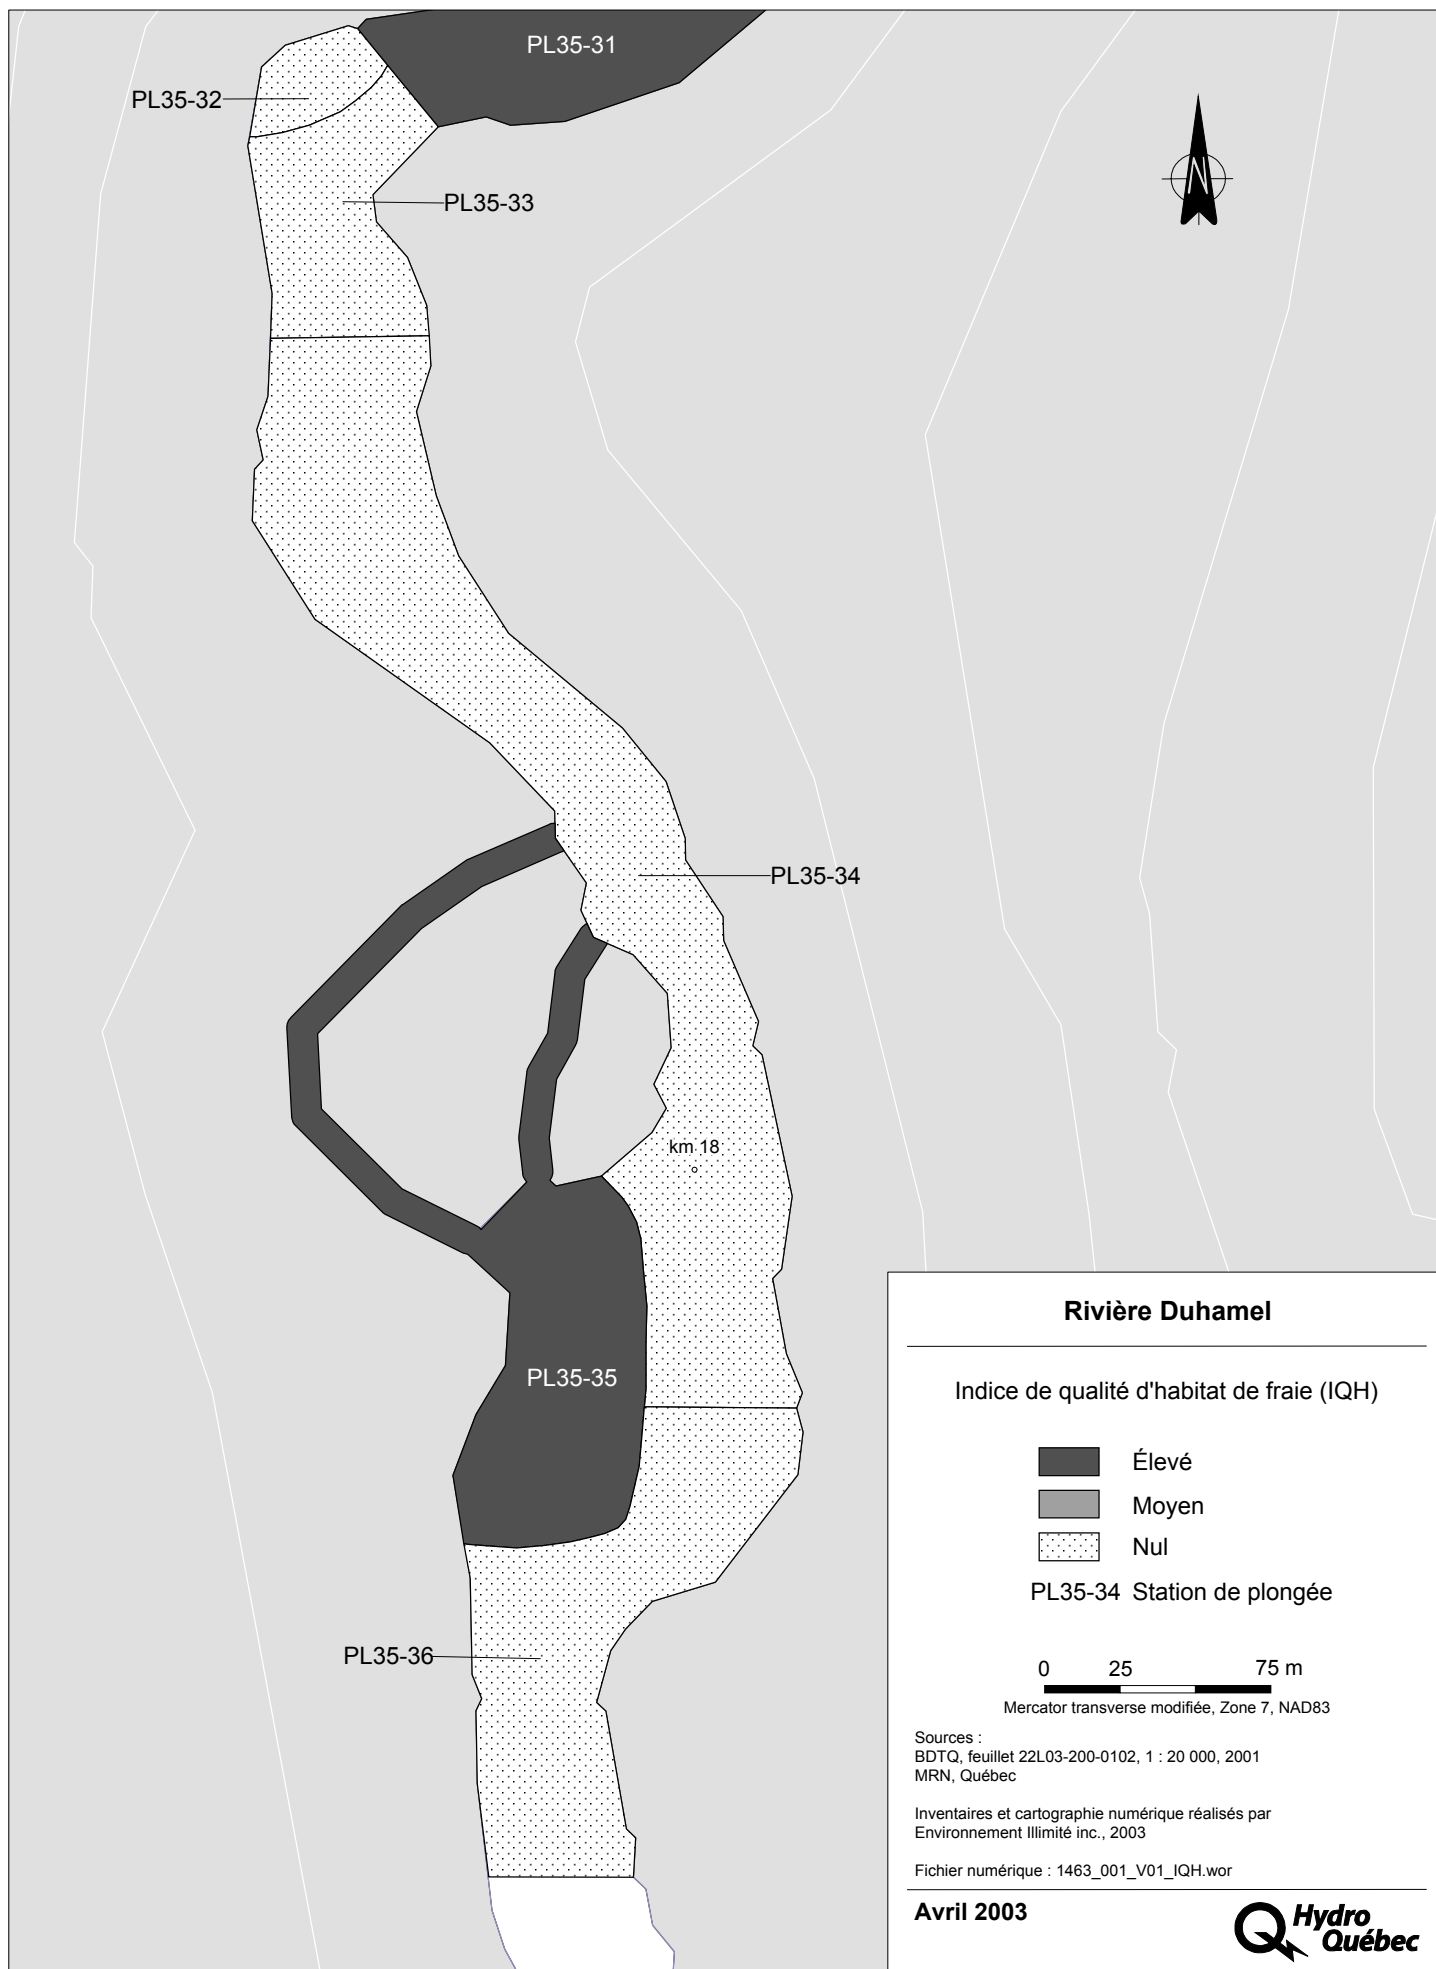 PL35-31
PL35-32
N
PL35-33
PL35-34
km 18
PL35-35
PL35-36
Rivière Duhamel
Indice de qualité d'habitat de fraie (IQH)
Élevé
Moyen
Nul
PL35-34 Station de plongée
0 25 75 m
Mercator transverse modifiée, Zone 7, NAD83
Sources :
BDTQ, feuillet 22L03-200-0102, 1 : 20 000, 2001
MRN, Québec
Inventaires et cartographie numérique réalisés par
Environnement Illimité inc., 2003
Fichier numérique : 1463_001_V01_IQH.wor
Avril 2003
Hydro
Québec